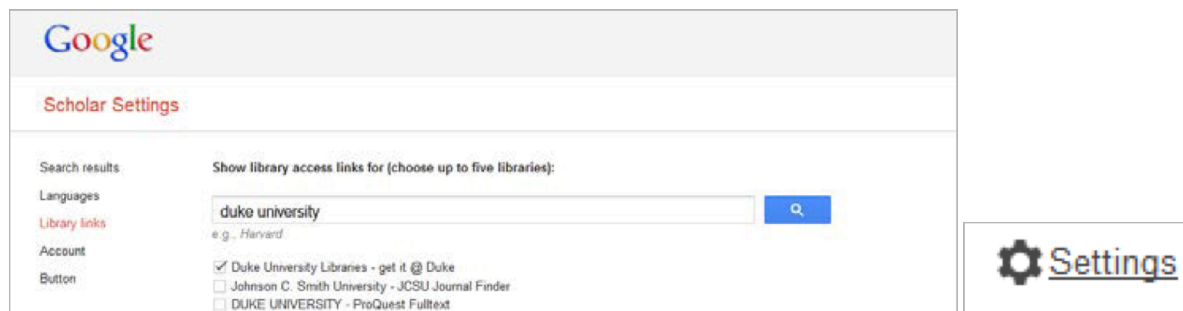 Google
Scholar Settings
Search results
Languages
Library links
Account
Button
Show library access links for (choose up to five libraries):
duke university
e.g., Harvard
Duke University Libraries - get it @ Duke
Johnson C. Smith University - JCSU Journal Finder
DUKE UNIVERSITY - ProQuest Fulltext
Settings